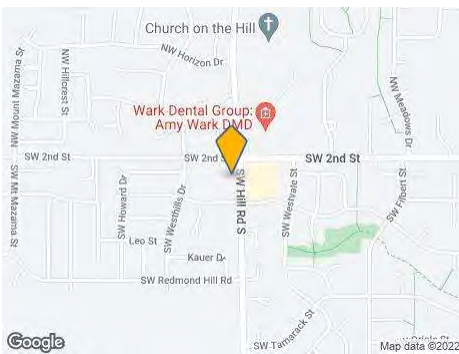 Church on the Hill
NW Horizon Dr
NW Mount Mazama St
NW Hillcrest St
NW Meadows Dr
Wark Dental Group:
Amy Wark DMD
SW 2nd St
SW 2nd S
SW 2nd St
SW Mt Mazama St
SW Howard Dr
SW Westhills Dr
SW Hill Rd S
SW Westvale St
SW Filbert St
Leo St
Kauer Dr
SW Redmond Hill Rd
SW Tamarack St
Google
Map data ©2022